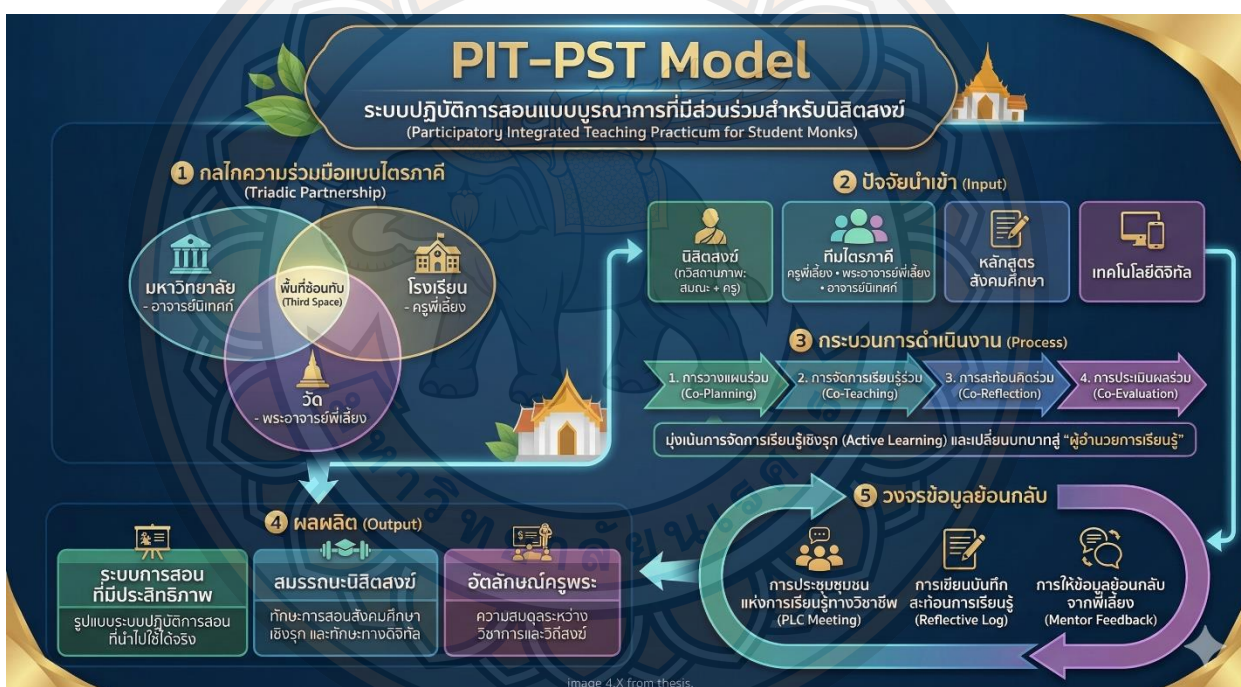 PIT-PST Model
ระบบปฏิบัติการสอนแบบบูรณาการที่มีส่วนร่วมสำหรับนิสิตสงฆ์
(Participatory Integrated Teaching Practicum for Student Monks)
1 กลไกความร่วมมือแบบไตรภาคี
(Triadic Partnership)
มหาวิทยาลัย
- อาจารย์นิเทศก์
พื้นที่ซ้อนทับ
(Third Space)
โรงเรียน
- ครูพี่เลี้ยง
วัด
- พระอาจารย์พี่เลี้ยง
2 ปัจจัยนำเข้า (Input)
นิสิตสงฆ์
(ทวิสถานภาพ:
สมณะ + ครู)
ทีมไตรภาคี
ครูพี่เลี้ยง • พระอาจารย์พี่เลี้ยง
• อาจารย์นิเทศก์
หลักสูตร
สังคมศึกษา
เทคโนโลยีดิจิทัล
3 กระบวนการดำเนินงาน (Process)
1. การวางแผนร่วม
(Co-Planning)
2. การจัดการเรียนรู้ร่วม
(Co-Teaching)
3. การสะท้อนคิดร่วม
(Co-Reflection)
4. การประเมินผลร่วม
(Co-Evaluation)
มุ่งเน้นการจัดการเรียนรู้เชิงรุก (Active Learning) และเปลี่ยนบทบาทสู่ “ผู้อำนวยการเรียนรู้”
4 ผลผลิต (Output)
ระบบการสอน
ที่มีประสิทธิภาพ
รูปแบบระบบปฏิบัติการสอน
ที่นำไปใช้ได้จริง
สมรรถนะนิสิตสงฆ์
ทักษะการสอนสังคมศึกษา
เชิงรุก และทักษะทางดิจิทัล
อัตลักษณ์ครูพระ
ความสมดุลระหว่าง
วิชาการและวิถีสงฆ์
5 วงจรข้อมูลย้อนกลับ
การประชุมชุมชน
แห่งการเรียนรู้ทางวิชาชีพ
(PLC Meeting)
การเขียนบันทึก
สะท้อนการเรียนรู้
(Reflective Log)
การให้ข้อมูลย้อนกลับ
จากพี่เลี้ยง
(Mentor Feedback)
มหาวิทยาลัยนเรศวร
image 4.X from thesis.